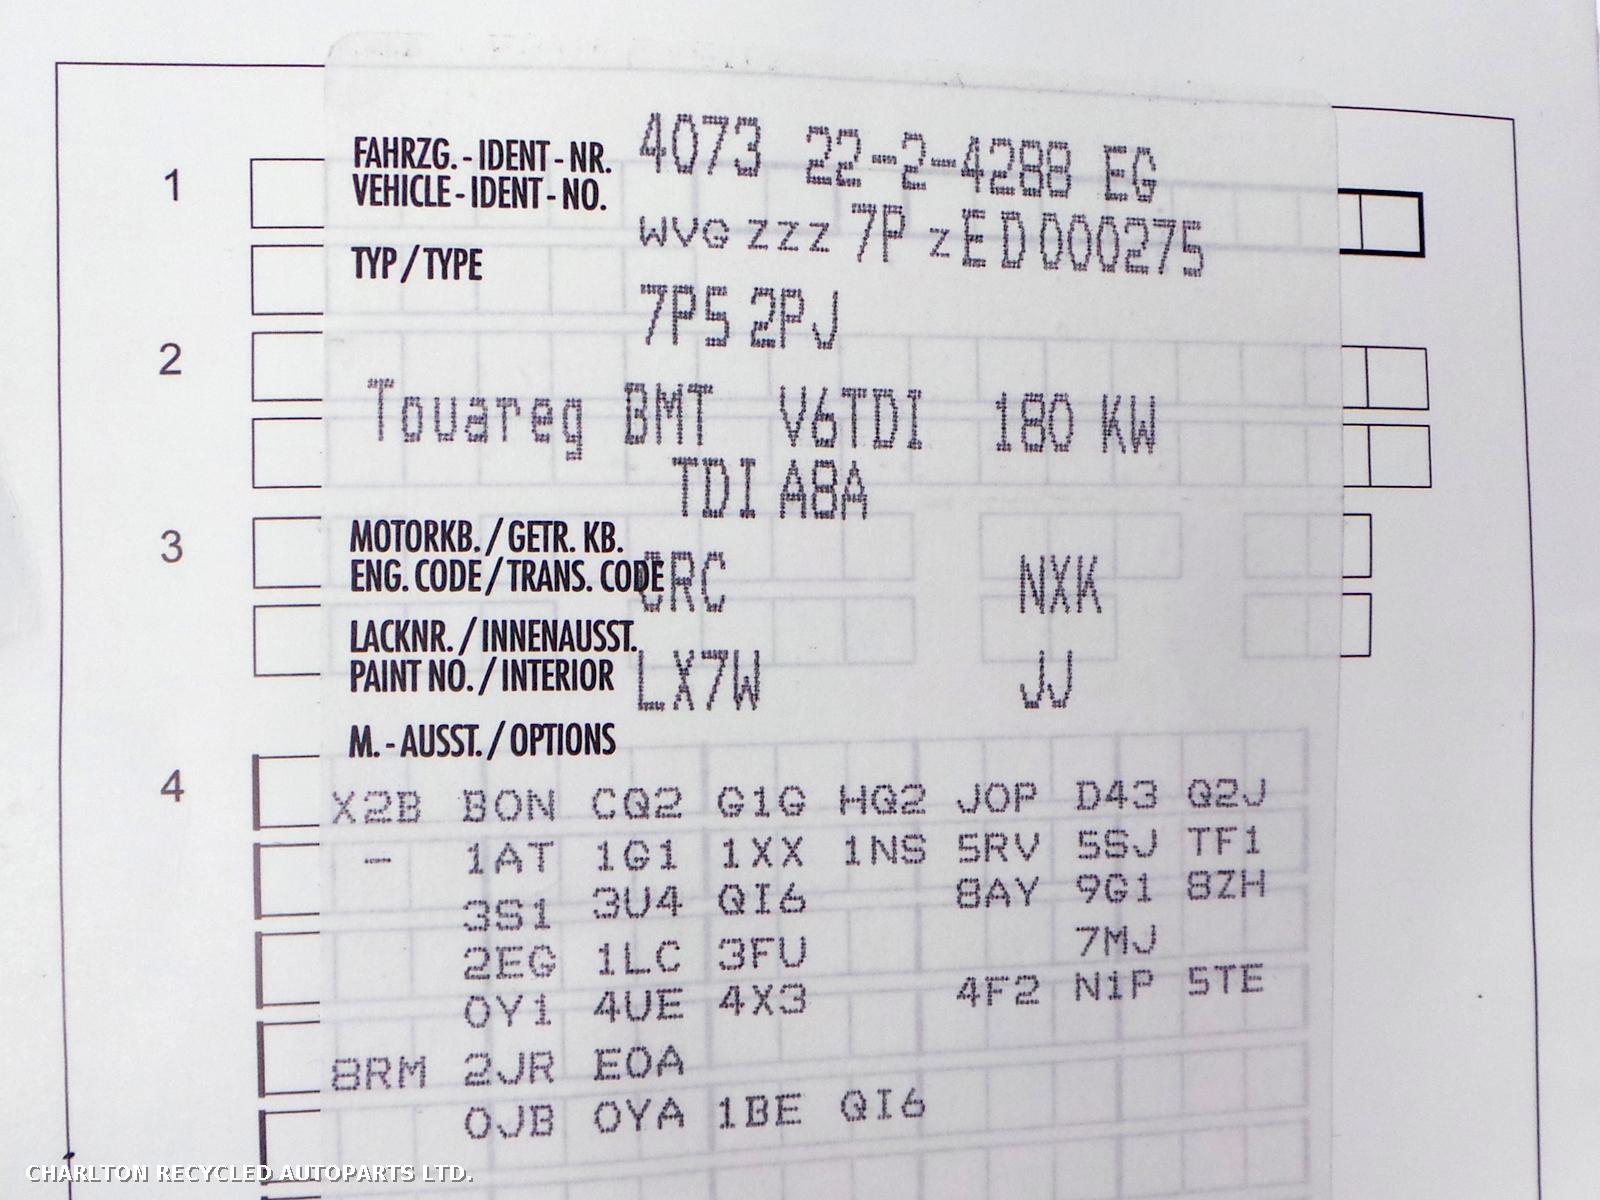 4073 22-2-4288 EG
FAHRZG. - IDENT - NR.
VEHICLE - IDENT - NO.
WVGZZZ7PZED000275
TYP / TYPE
7P5 2PJ
Touareg BMT V6TDI 180 KW
TDI A8A
MOTORKB. / GETR. KB.
ENG. CODE / TRANS. CODE
CRC NXK
LACKNR. / INNENAUSST.
PAINT NO. / INTERIOR
LX7W JJ
M. - AUSST. / OPTIONS
X2B B0N CQ2 G1G HQ2 J0P D43 Q2J
- 1AT 1G1 1XX 1NS 5RV 5SJ TF1
3S1 3U4 QI6 8AY 9G1 8ZH
2EG 1LC 3FU 7MJ
0Y1 4UE 4X3 4F2 N1P 5TE
8RM 2JR E0A
0JB 0YA 1BE QI6
1
2
3
4
CHARLTON RECYCLED AUTOPARTS LTD.